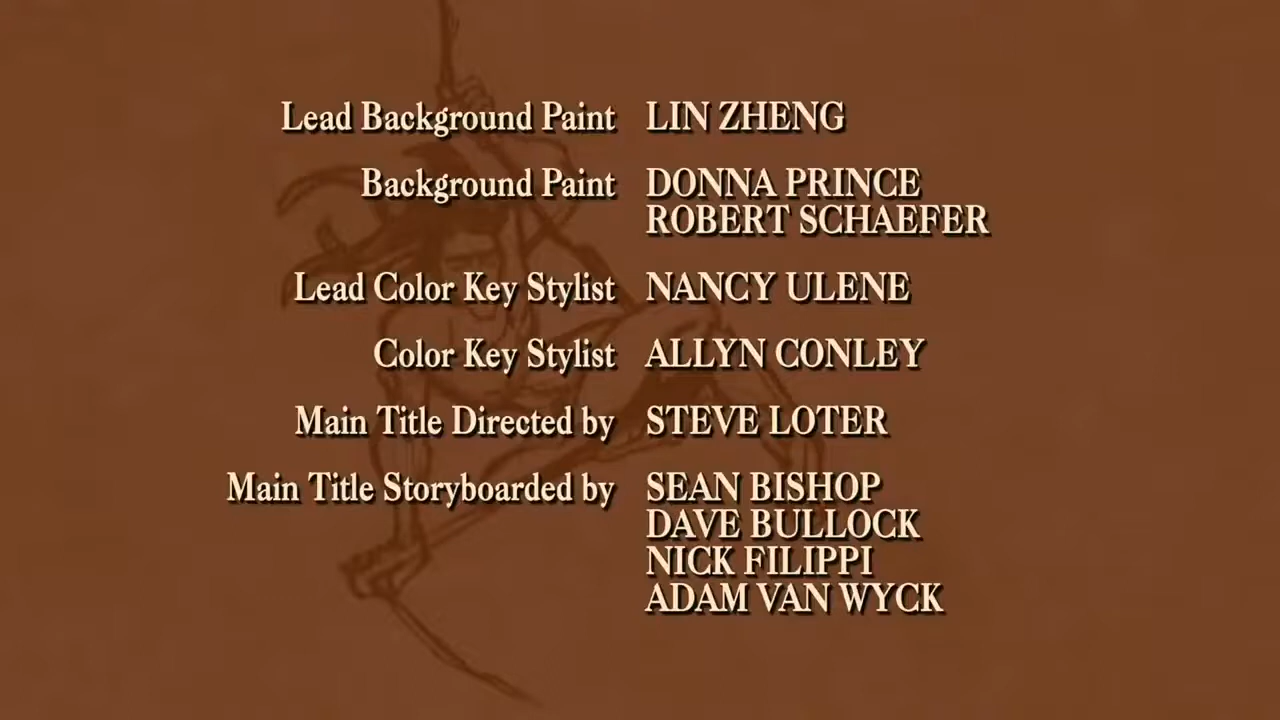 Lead Background Paint LIN ZHENG
Background Paint DONNA PRINCE
ROBERT SCHAEFER
Lead Color Key Stylist NANCY ULENE
Color Key Stylist ALLYN CONLEY
Main Title Directed by STEVE LOTER
Main Title Storyboarded by SEAN BISHOP
DAVE BULLOCK
NICK FILIPPI
ADAM VAN WYCK